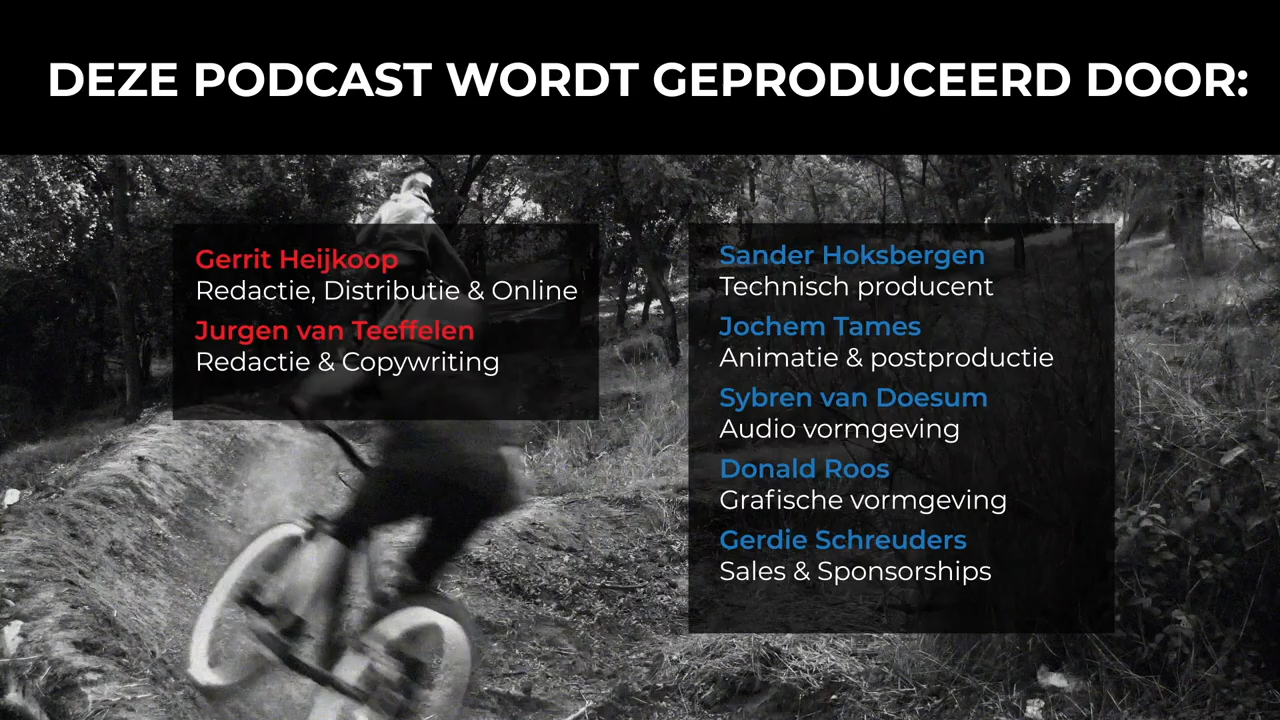 DEZE PODCAST WORDT GEPRODUCEERD DOOR:
Gerrit Heijkoop
Redactie, Distributie & Online
Jurgen van Teeffelen
Redactie & Copywriting
Sander Hoksbergen
Technisch producent
Jochem Tames
Animatie & postproductie
Sybren van Doesum
Audio vormgeving
Donald Roos
Grafische vormgeving
Gerdie Schreuders
Sales & Sponsorships